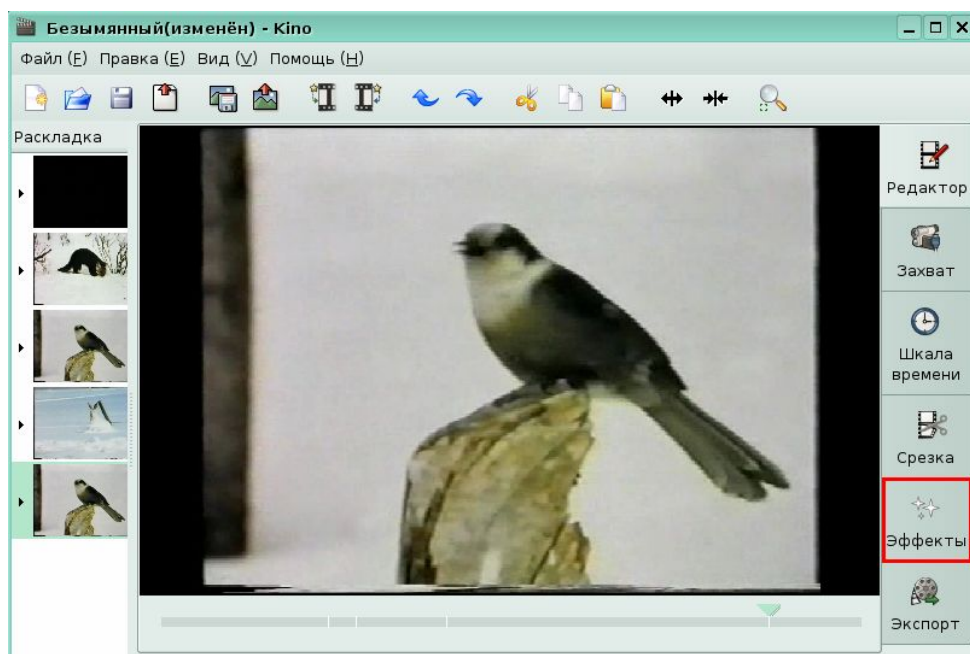 Безымянный(изменён) - Kino
Файл (F) Правка (E) Вид (V) Помощь (H)
Раскладка
Редактор
Захват
Шкала
времени
Срезка
Эффекты
Экспорт